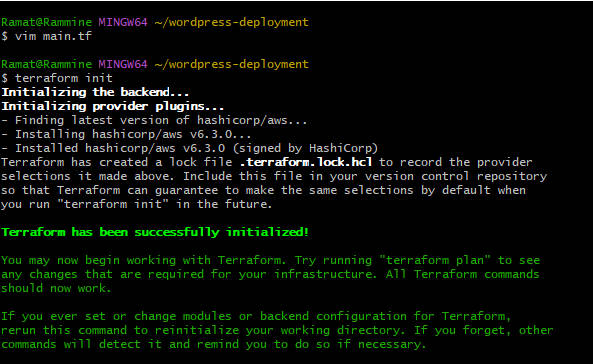 Ramat@Rammine MINGW64 ~/wordpress-deployment
$ vim main.tf
Ramat@Rammine MINGW64 ~/wordpress-deployment
$ terraform init
Initializing the backend...
Initializing provider plugins...
- Finding latest version of hashicorp/aws...
- Installing hashicorp/aws v6.3.0...
- Installed hashicorp/aws v6.3.0 (signed by HashiCorp)
Terraform has created a lock file .terraform.lock.hcl to record the provider
selections it made above. Include this file in your version control repository
so that Terraform can guarantee to make the same selections by default when
you run "terraform init" in the future.
Terraform has been successfully initialized!
You may now begin working with Terraform. Try running "terraform plan" to see
any changes that are required for your infrastructure. All Terraform commands
should now work.
If you ever set or change modules or backend configuration for Terraform,
rerun this command to reinitialize your working directory. If you forget, other
commands will detect it and remind you to do so if necessary.